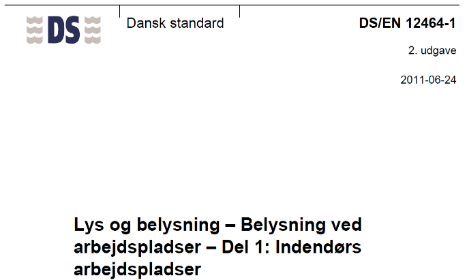 DS
Dansk standard
DS/EN 12464-1
2. udgave
2011-06-24
Lys og belysning – Belysning ved
arbejdspladser – Del 1: Indendørs
arbejdspladser